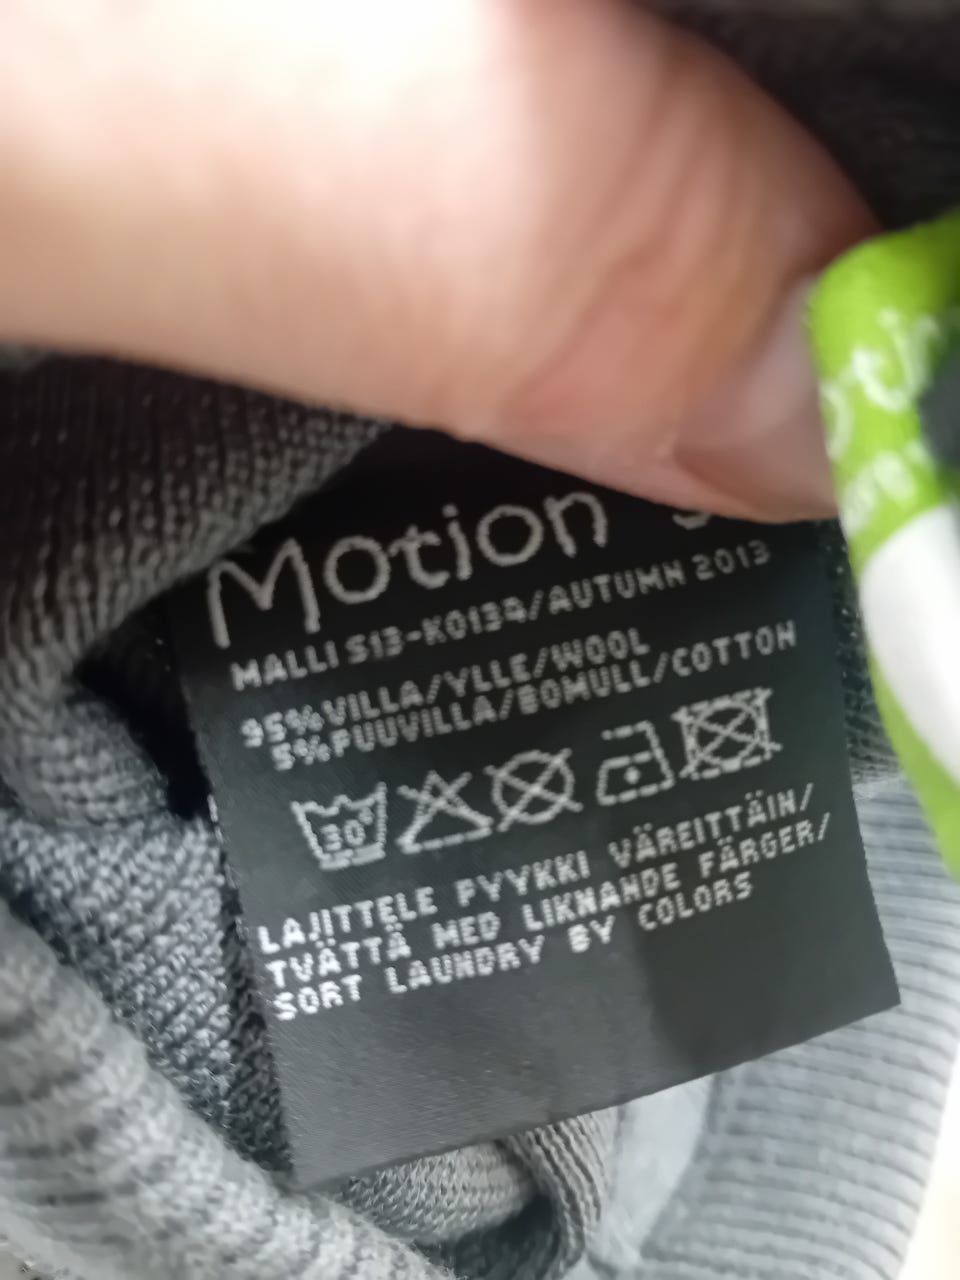 Motion
MALLI S13-K0134/AUTUMN 2013
95% VILLA/YLLE/WOOL
5% PUUVILLA/BOMULL/COTTON
30°
LAJITTELE PYYKKI VÄREITTÄIN/
TVÄTTÄ MED LIKNANDE FÄRGER/
SORT LAUNDRY BY COLORS